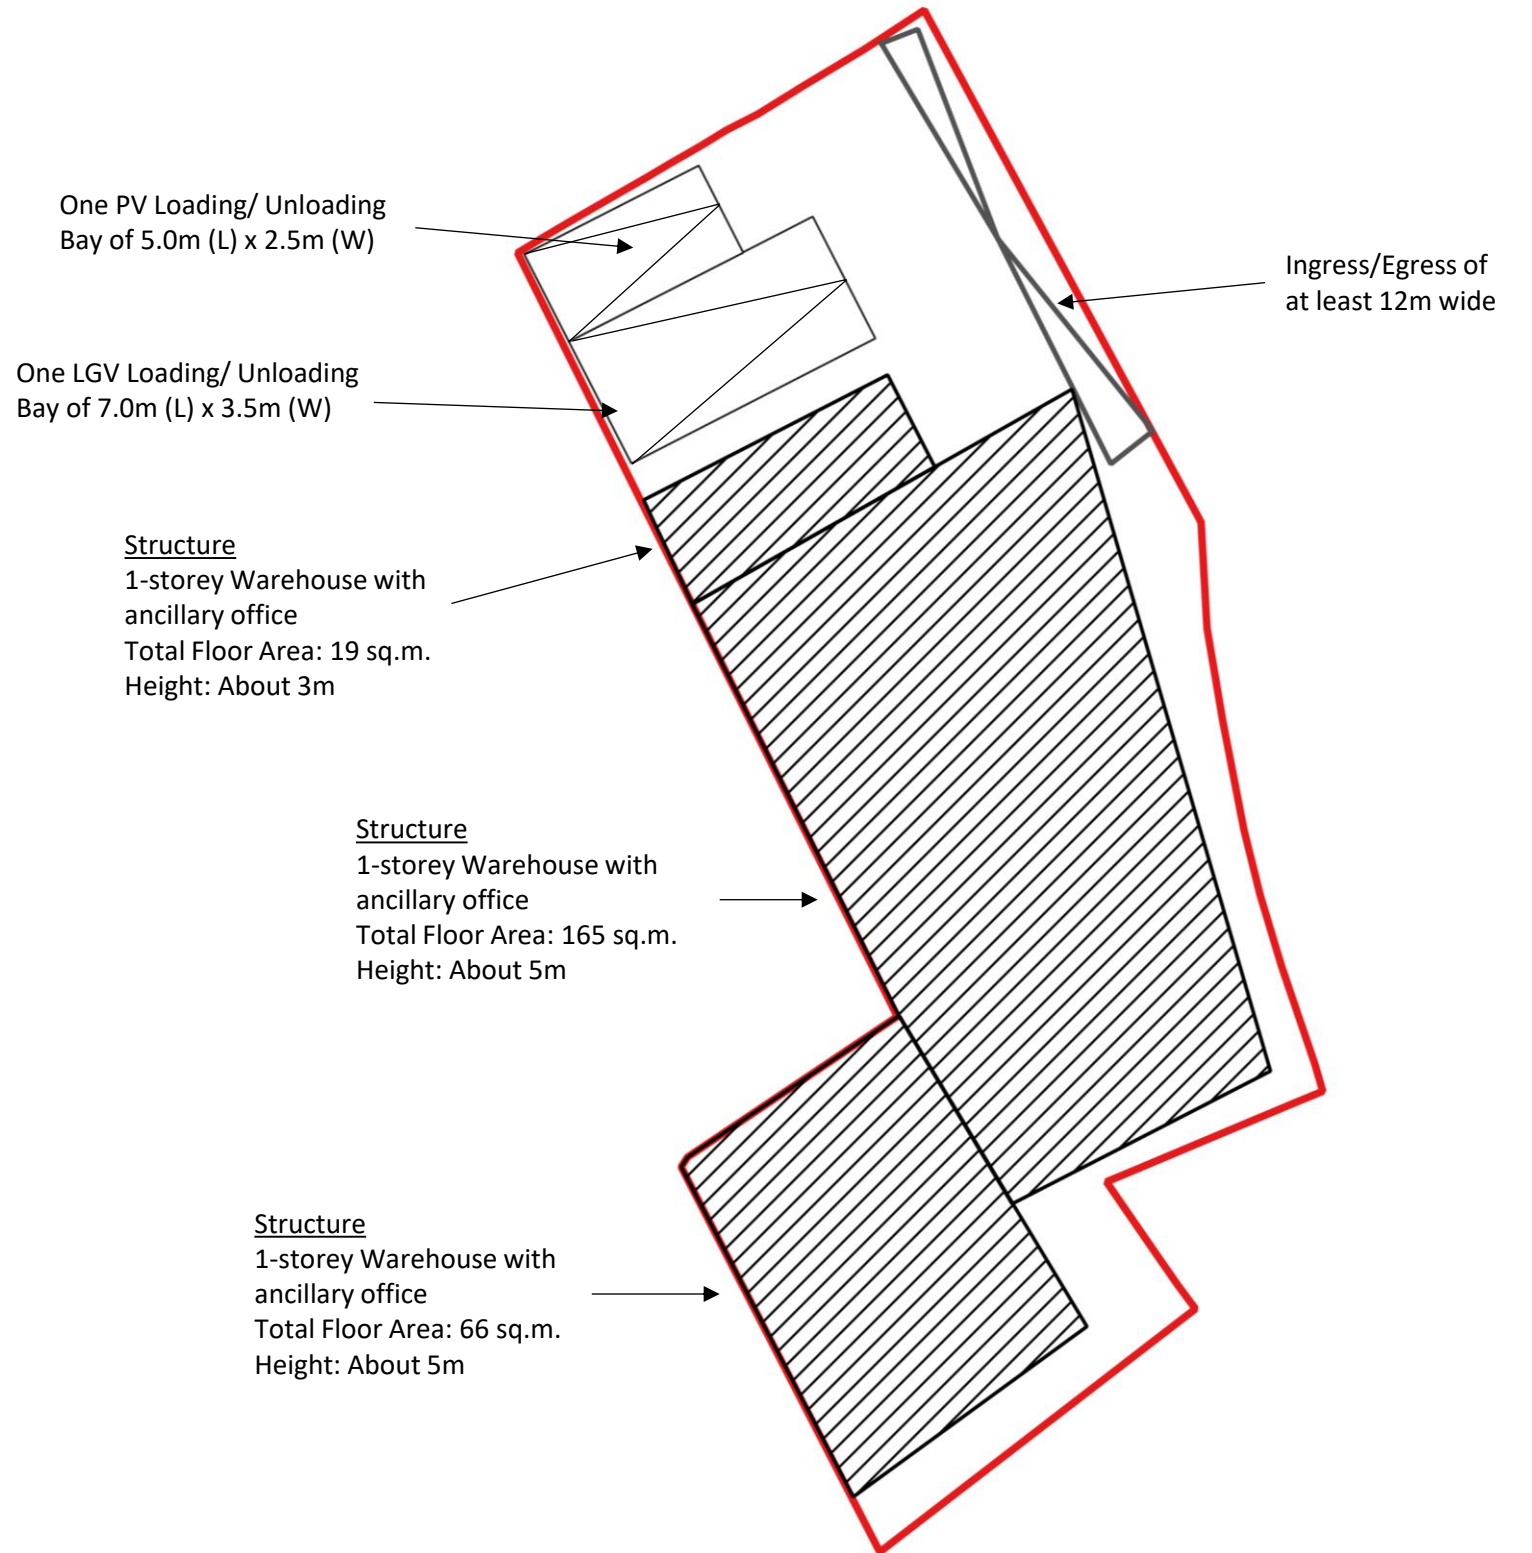 One PV Loading/ Unloading
Bay of 5.0m (L) x 2.5m (W)
Ingress/Egress of
at least 12m wide
One LGV Loading/ Unloading
Bay of 7.0m (L) x 3.5m (W)
Structure
1-storey Warehouse with
ancillary office
Total Floor Area: 19 sq.m.
Height: About 3m
Structure
1-storey Warehouse with
ancillary office
Total Floor Area: 165 sq.m.
Height: About 5m
Structure
1-storey Warehouse with
ancillary office
Total Floor Area: 66 sq.m.
Height: About 5m